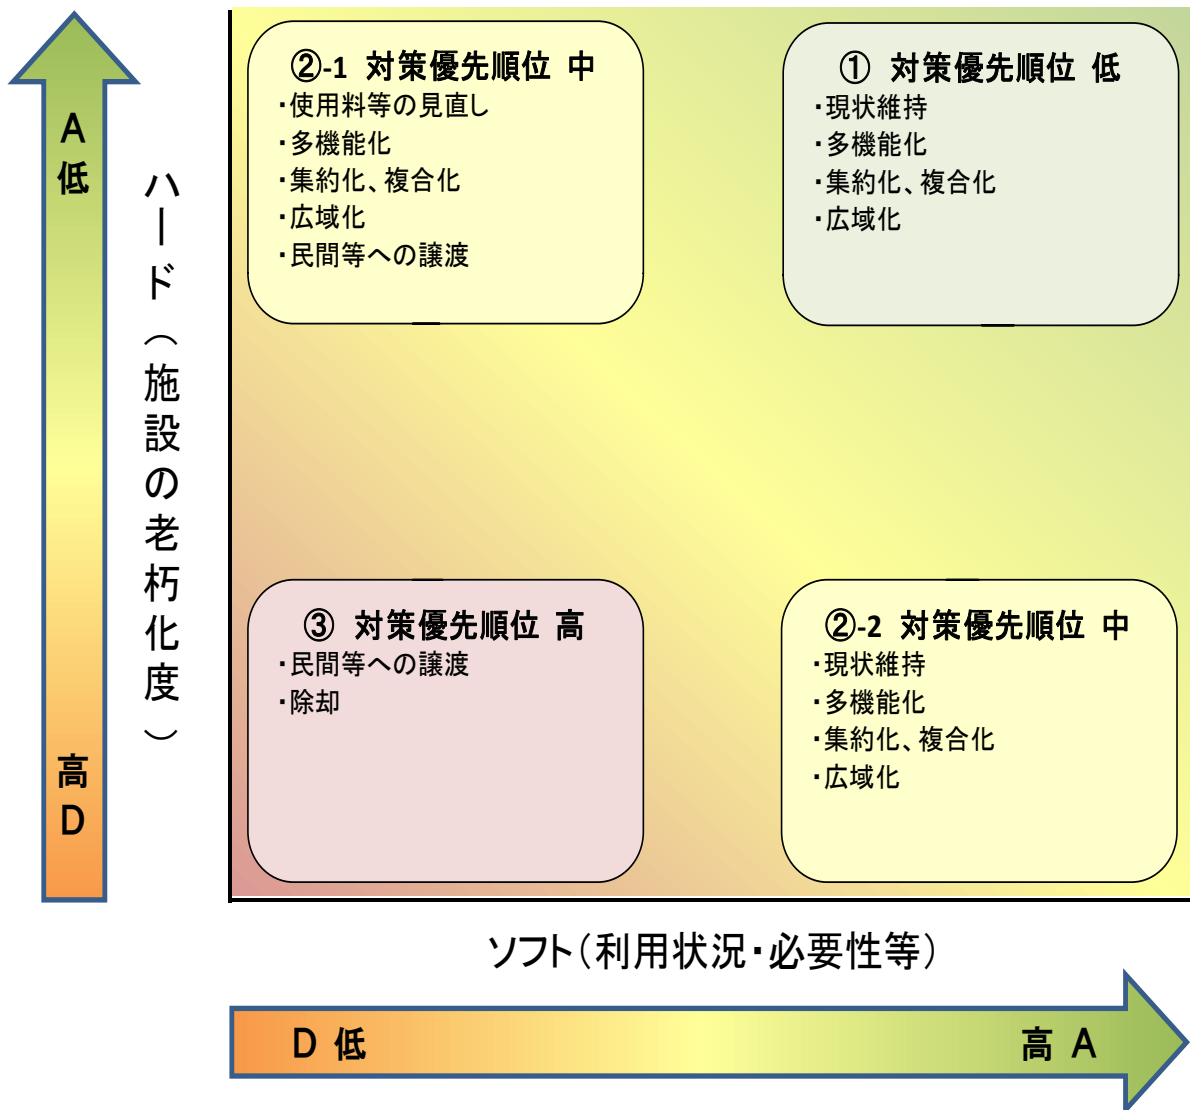 A
低
高
D
ハード（施設の老朽化度）
②-1 対策優先順位 中
・使用料等の見直し
・多機能化
・集約化、複合化
・広域化
・民間等への譲渡
① 対策優先順位 低
・現状維持
・多機能化
・集約化、複合化
・広域化
③ 対策優先順位 高
・民間等への譲渡
・除却
②-2 対策優先順位 中
・現状維持
・多機能化
・集約化、複合化
・広域化
ソフト（利用状況・必要性等）
D 低
高 A